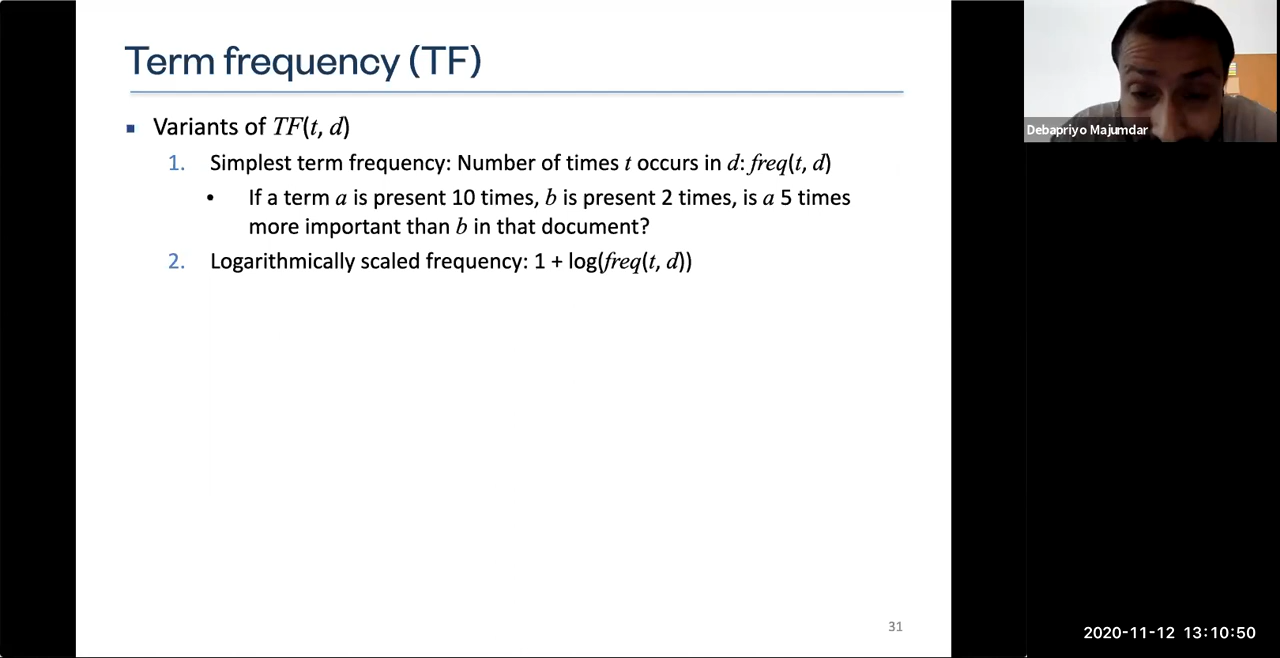 Term frequency (TF)
▪ Variants of TF(t, d)
1. Simplest term frequency: Number of times t occurs in d: freq(t, d)
• If a term a is present 10 times, b is present 2 times, is a 5 times
more important than b in that document?
2. Logarithmically scaled frequency: 1 + log(freq(t, d))
31
Debapriyo Majumdar
2020-11-12 13:10:50